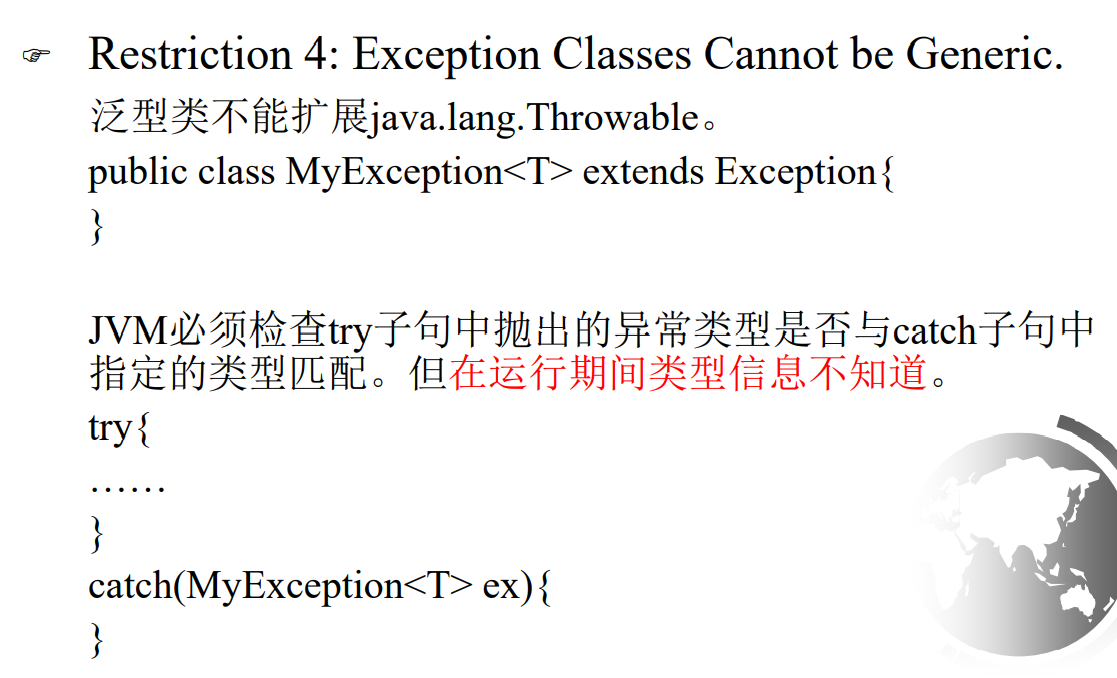 ☞ Restriction 4: Exception Classes Cannot be Generic.
泛型类不能扩展java.lang.Throwable。
public class MyException<T> extends Exception{
}
JVM必须检查try子句中抛出的异常类型是否与catch子句中
指定的类型匹配。但在运行期间类型信息不知道。
try{
……
}
catch(MyException<T> ex){
}